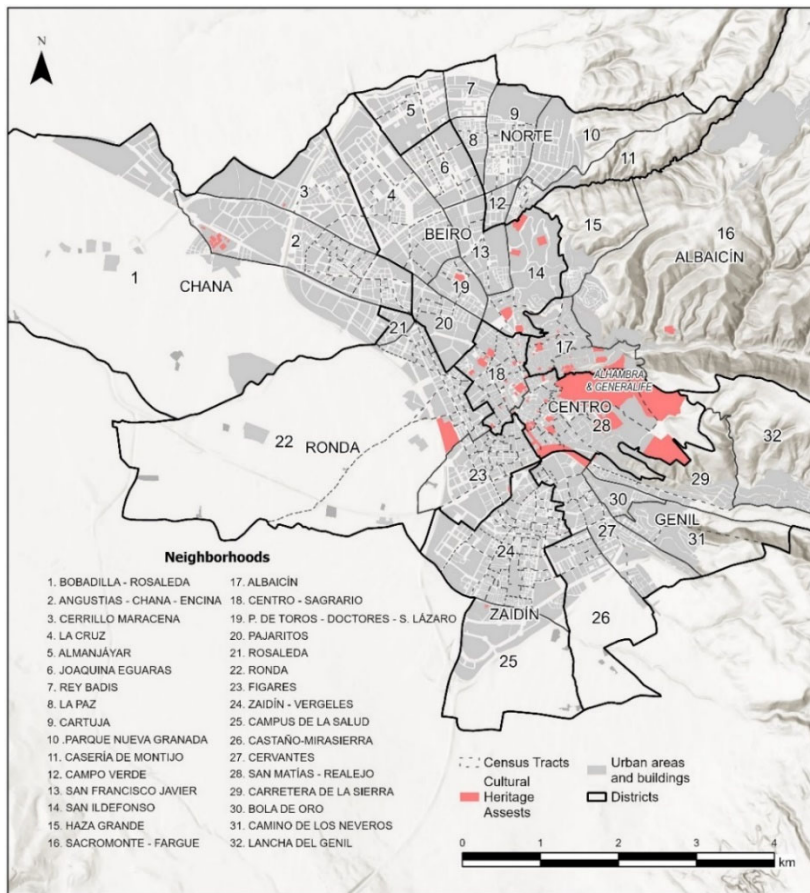 N
7
5
9
NORTE
10
8
6
11
3
4
12
15
16
BEIRO
13
2
ALBAICÍN
14
1
CHANA
19
20
21
17
18
ALHAMBRA
& GENERALIFE
CENTRO
28
32
22
RONDA
29
23
30
GENIL
27
31
24
ZAIDÍN
26
25
Neighborhoods
1. BOBADILLA - ROSALEDA
2. ANGUSTIAS - CHANA - ENCINA
3. CERRILLO MARACENA
4. LA CRUZ
5. ALMANJÁYAR
6. JOAQUINA EGUARAS
7. REY BADIS
8. LA PAZ
9. CARTUJA
10 .PARQUE NUEVA GRANADA
11. CASERÍA DE MONTIJO
12. CAMPO VERDE
13. SAN FRANCISCO JAVIER
14. SAN ILDEFONSO
15. HAZA GRANDE
16. SACROMONTE - FARGUE
17. ALBAICÍN
18. CENTRO - SAGRARIO
19. P. DE TOROS - DOCTORES - S. LÁZARO
20. PAJARITOS
21. ROSALEDA
22. RONDA
23. FIGARES
24. ZAIDÍN - VERGELES
25. CAMPUS DE LA SALUD
26. CASTAÑO-MIRASIERRA
27. CERVANTES
28. SAN MATÍAS - REALEJO
29. CARRETERA DE LA SIERRA
30. BOLA DE ORO
31. CAMINO DE LOS NEVEROS
32. LANCHA DEL GENIL
Census Tracts
Cultural
Heritage
Assests
Urban areas
and buildings
Districts
0 1 2 3 4
km